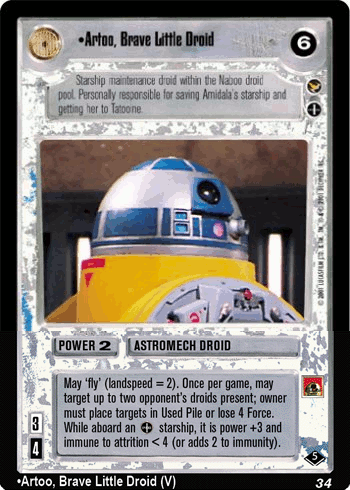 •Artoo, Brave Little Droid
6
Starship maintenance droid within the Naboo droid
pool. Personally responsible for saving Amidala's starship and
getting her to Tatooine.
POWER 2
ASTROMECH DROID
May 'fly' (landspeed = 2). Once per game, may
target up to two opponent's droids present; owner
must place targets in Used Pile or lose 4 Force.
While aboard an starship, it is power +3 and
immune to attrition < 4 (or adds 2 to immunity).
3
4
5
•Artoo, Brave Little Droid (V)
34